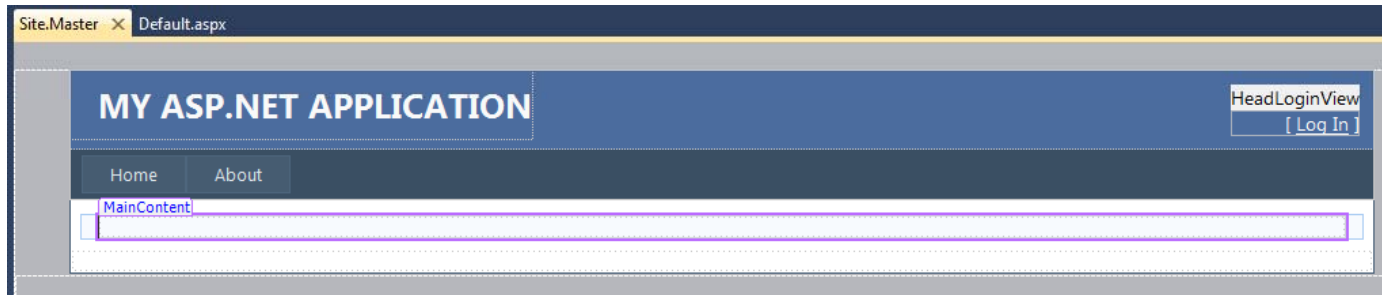 Site.Master Default.aspx
MY ASP.NET APPLICATION
HeadLoginView
[ Log In ]
Home About
MainContent